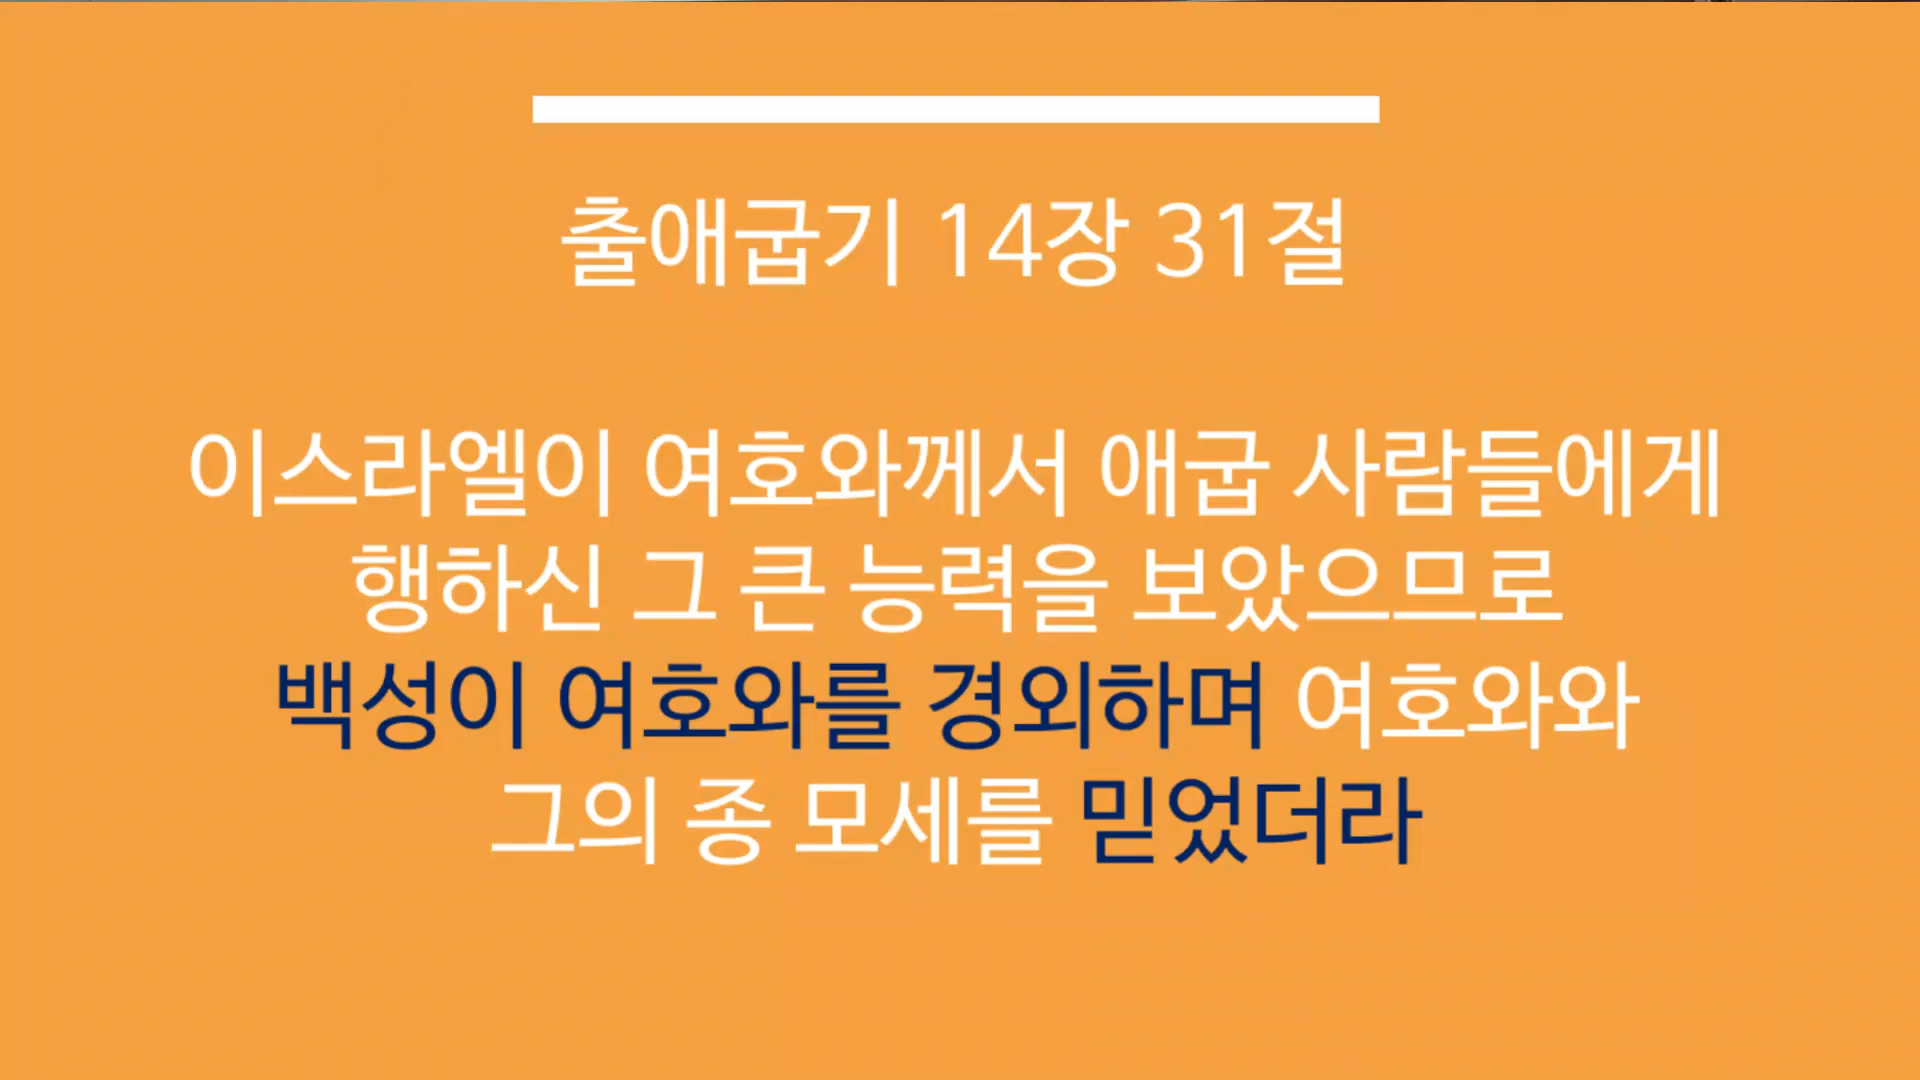 출애굽기 14장 31절
이스라엘이 여호와께서 애굽 사람들에게
행하신 그 큰 능력을 보았으므로
백성이 여호와를 경외하며 여호와와
그의 종 모세를 믿었더라